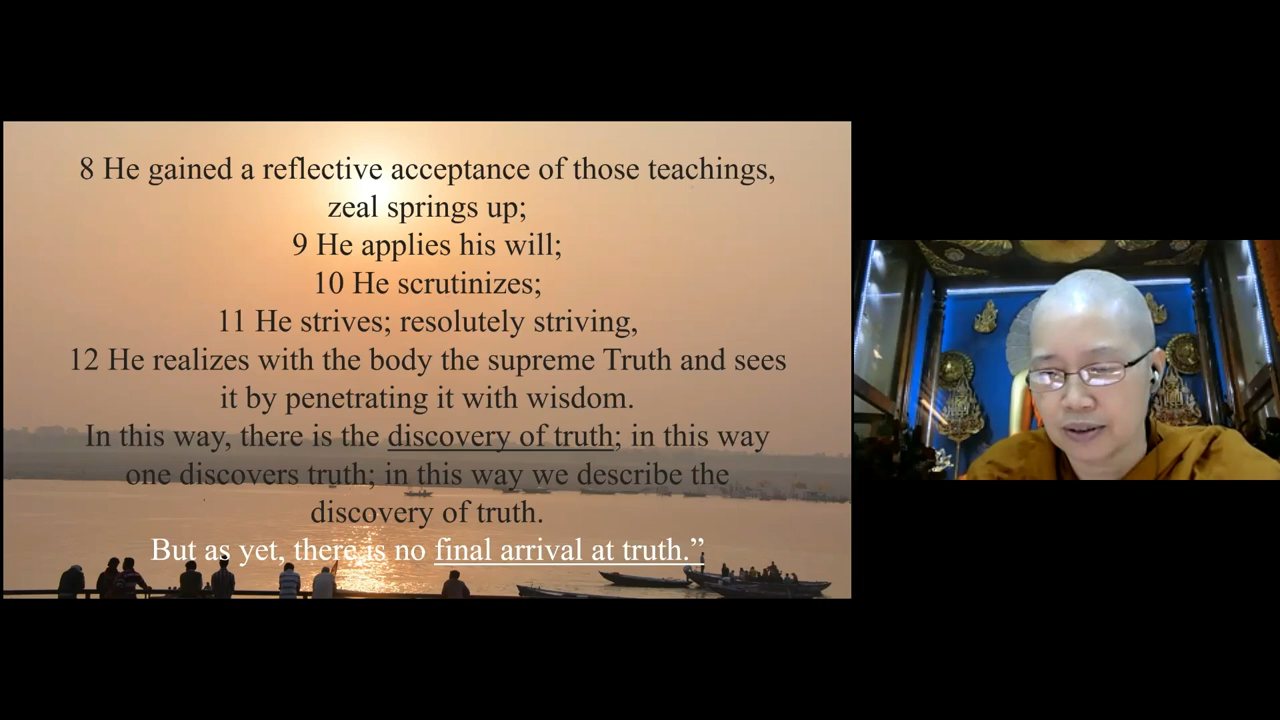 8 He gained a reflective acceptance of those teachings,
zeal springs up;
9 He applies his will;
10 He scrutinizes;
11 He strives; resolutely striving,
12 He realizes with the body the supreme Truth and sees
it by penetrating it with wisdom.
In this way, there is the discovery of truth; in this way
one discovers truth; in this way we describe the
discovery of truth.
But as yet, there is no final arrival at truth.”